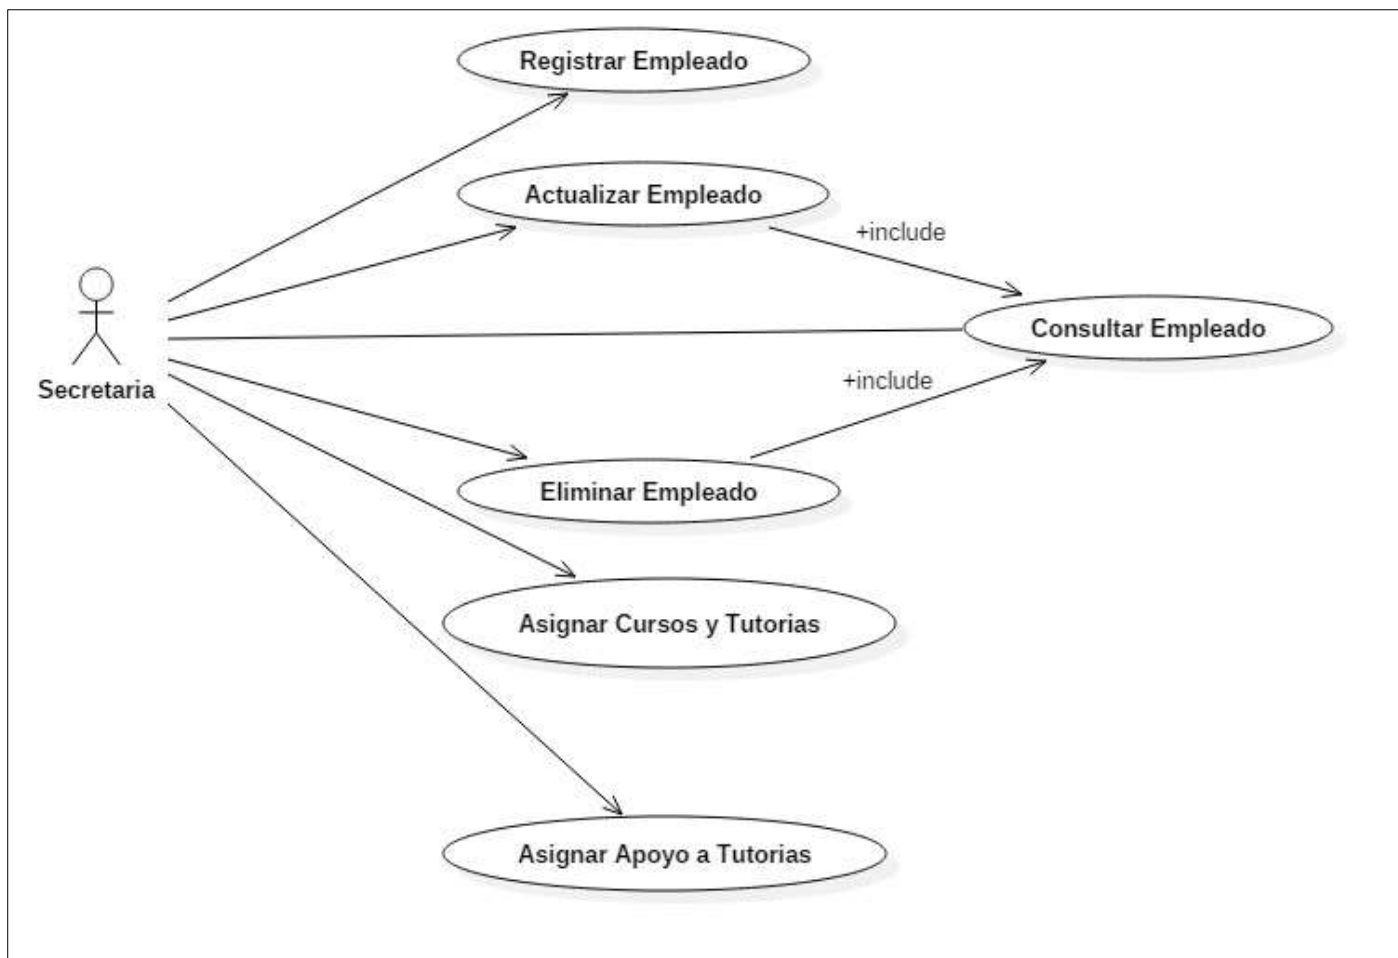 Registrar Empleado
Actualizar Empleado
+include
Consultar Empleado
+include
Secretaria
Eliminar Empleado
Asignar Cursos y Tutorias
Asignar Apoyo a Tutorias